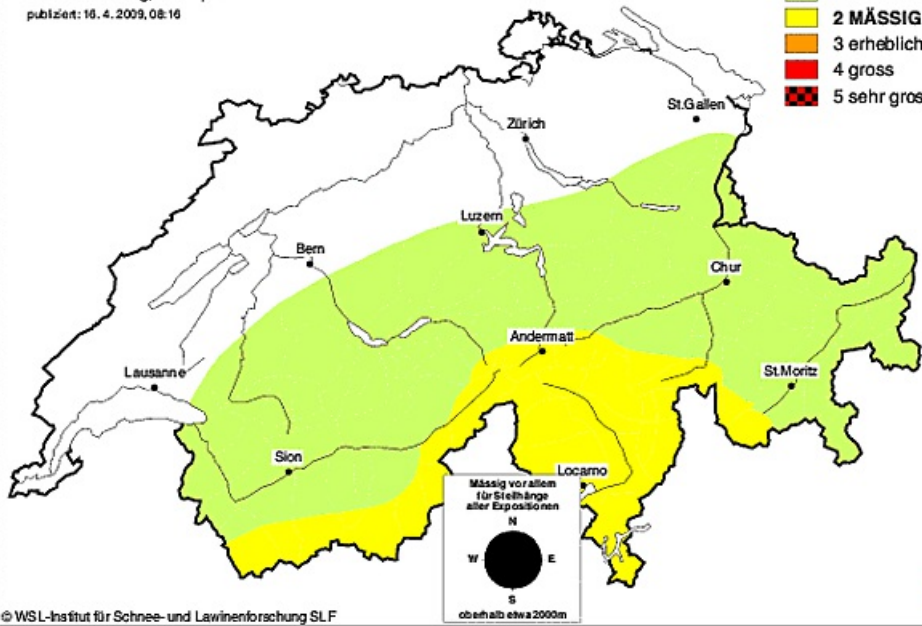 publiziert: 16. 4. 2009, 08:16
2 MÄSSIG
3 erheblich
4 gross
5 sehr gros
St.Gallen
Zürich
Luzern
Bern
Chur
Andermatt
Lausanne
St.Moritz
Sion
Locarno
Mässig vor allem
für Steilhänge
aller Expositionen
N
W E
S
oberhalb etwa 2000m
© WSL-Institut für Schnee- und Lawinenforschung SLF